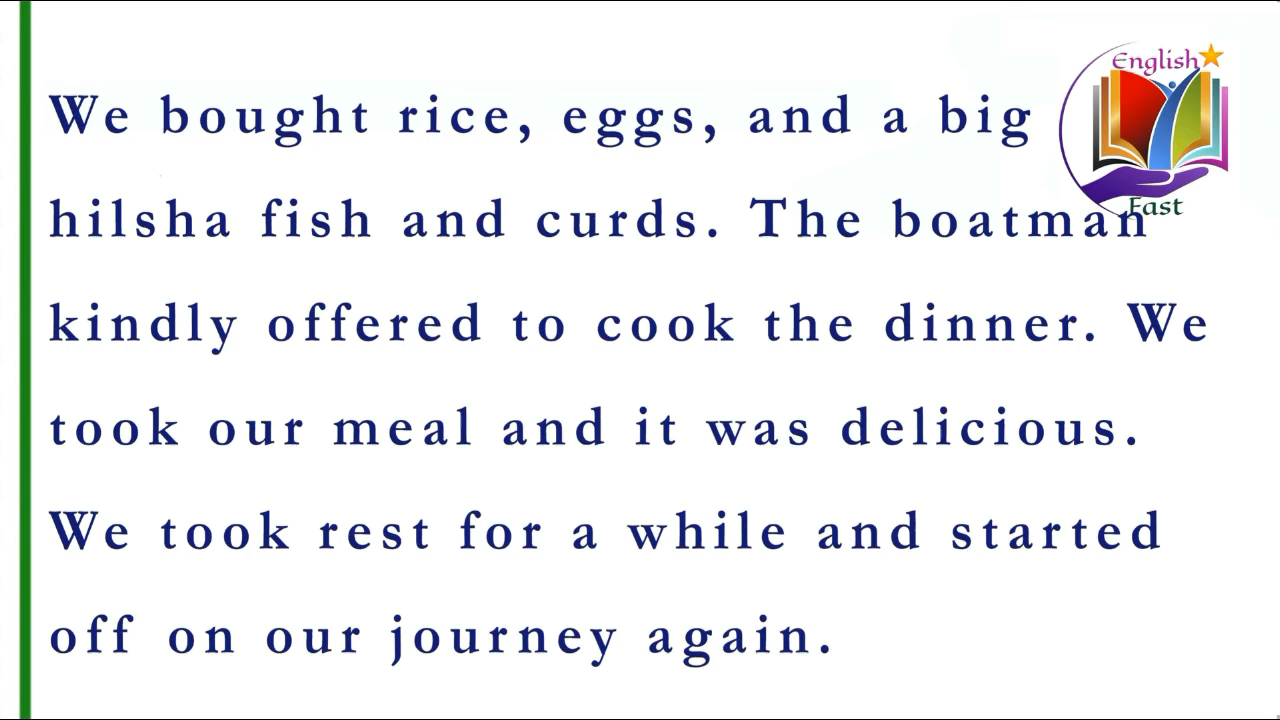 English
We bought rice, eggs, and a big
hilsha fish and curds. The boatman
East
kindly offered to cook the dinner. We
took our meal and it was delicious.
We took rest for a while and started
off on our journey again.